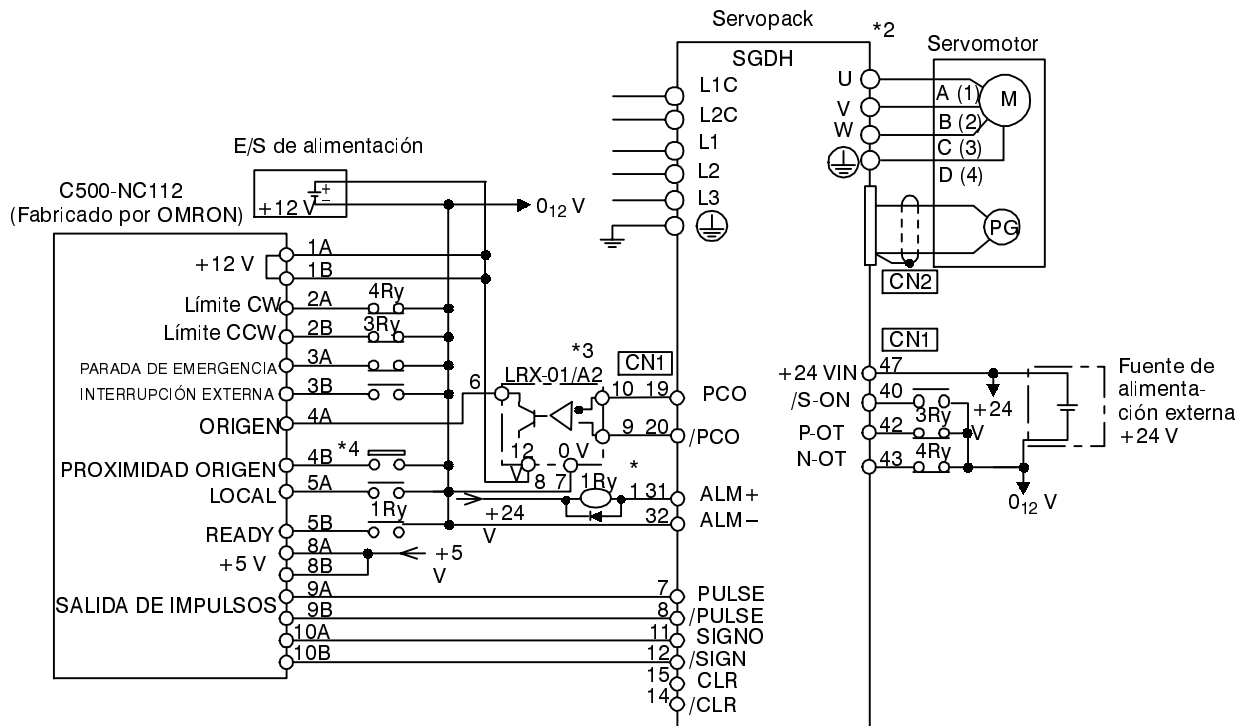 Servopack
*2
SGDH
Servomotor
L1C
L2C
L1
L2
L3
U
V
W
A (1)
B (2)
C (3)
D (4)
M
PG
CN2
E/S de alimentación
+
−
+12 V
0₁₂ V
C500-NC112
(Fabricado por OMRON)
+12 V
1A
1B
Límite CW
2A
4Ry
Límite CCW
2B
3Ry
PARADA DE EMERGENCIA
3A
INTERRUPCIÓN EXTERNA
3B
ORIGEN
4A
PROXIMIDAD ORIGEN
4B
*4
LOCAL
5A
READY
5B
1Ry
+5 V
8A
8B
+5
V
SALIDA DE IMPULSOS
9A
9B
10A
10B
*3
LRX-01/A2
6
10
9
12
V
0 V
8
7
CN1
19
PCO
20
/PCO
*
1Ry
1
31
ALM+
+24
V
32
ALM−
7
PULSE
8
/PULSE
11
SIGNO
12
/SIGN
15
CLR
14
/CLR
CN1
+24 VIN
47
/S-ON
40
P-OT
42
3Ry
N-OT
43
4Ry
+24
V
0₁₂ V
Fuente de
alimenta-
ción externa
+24 V